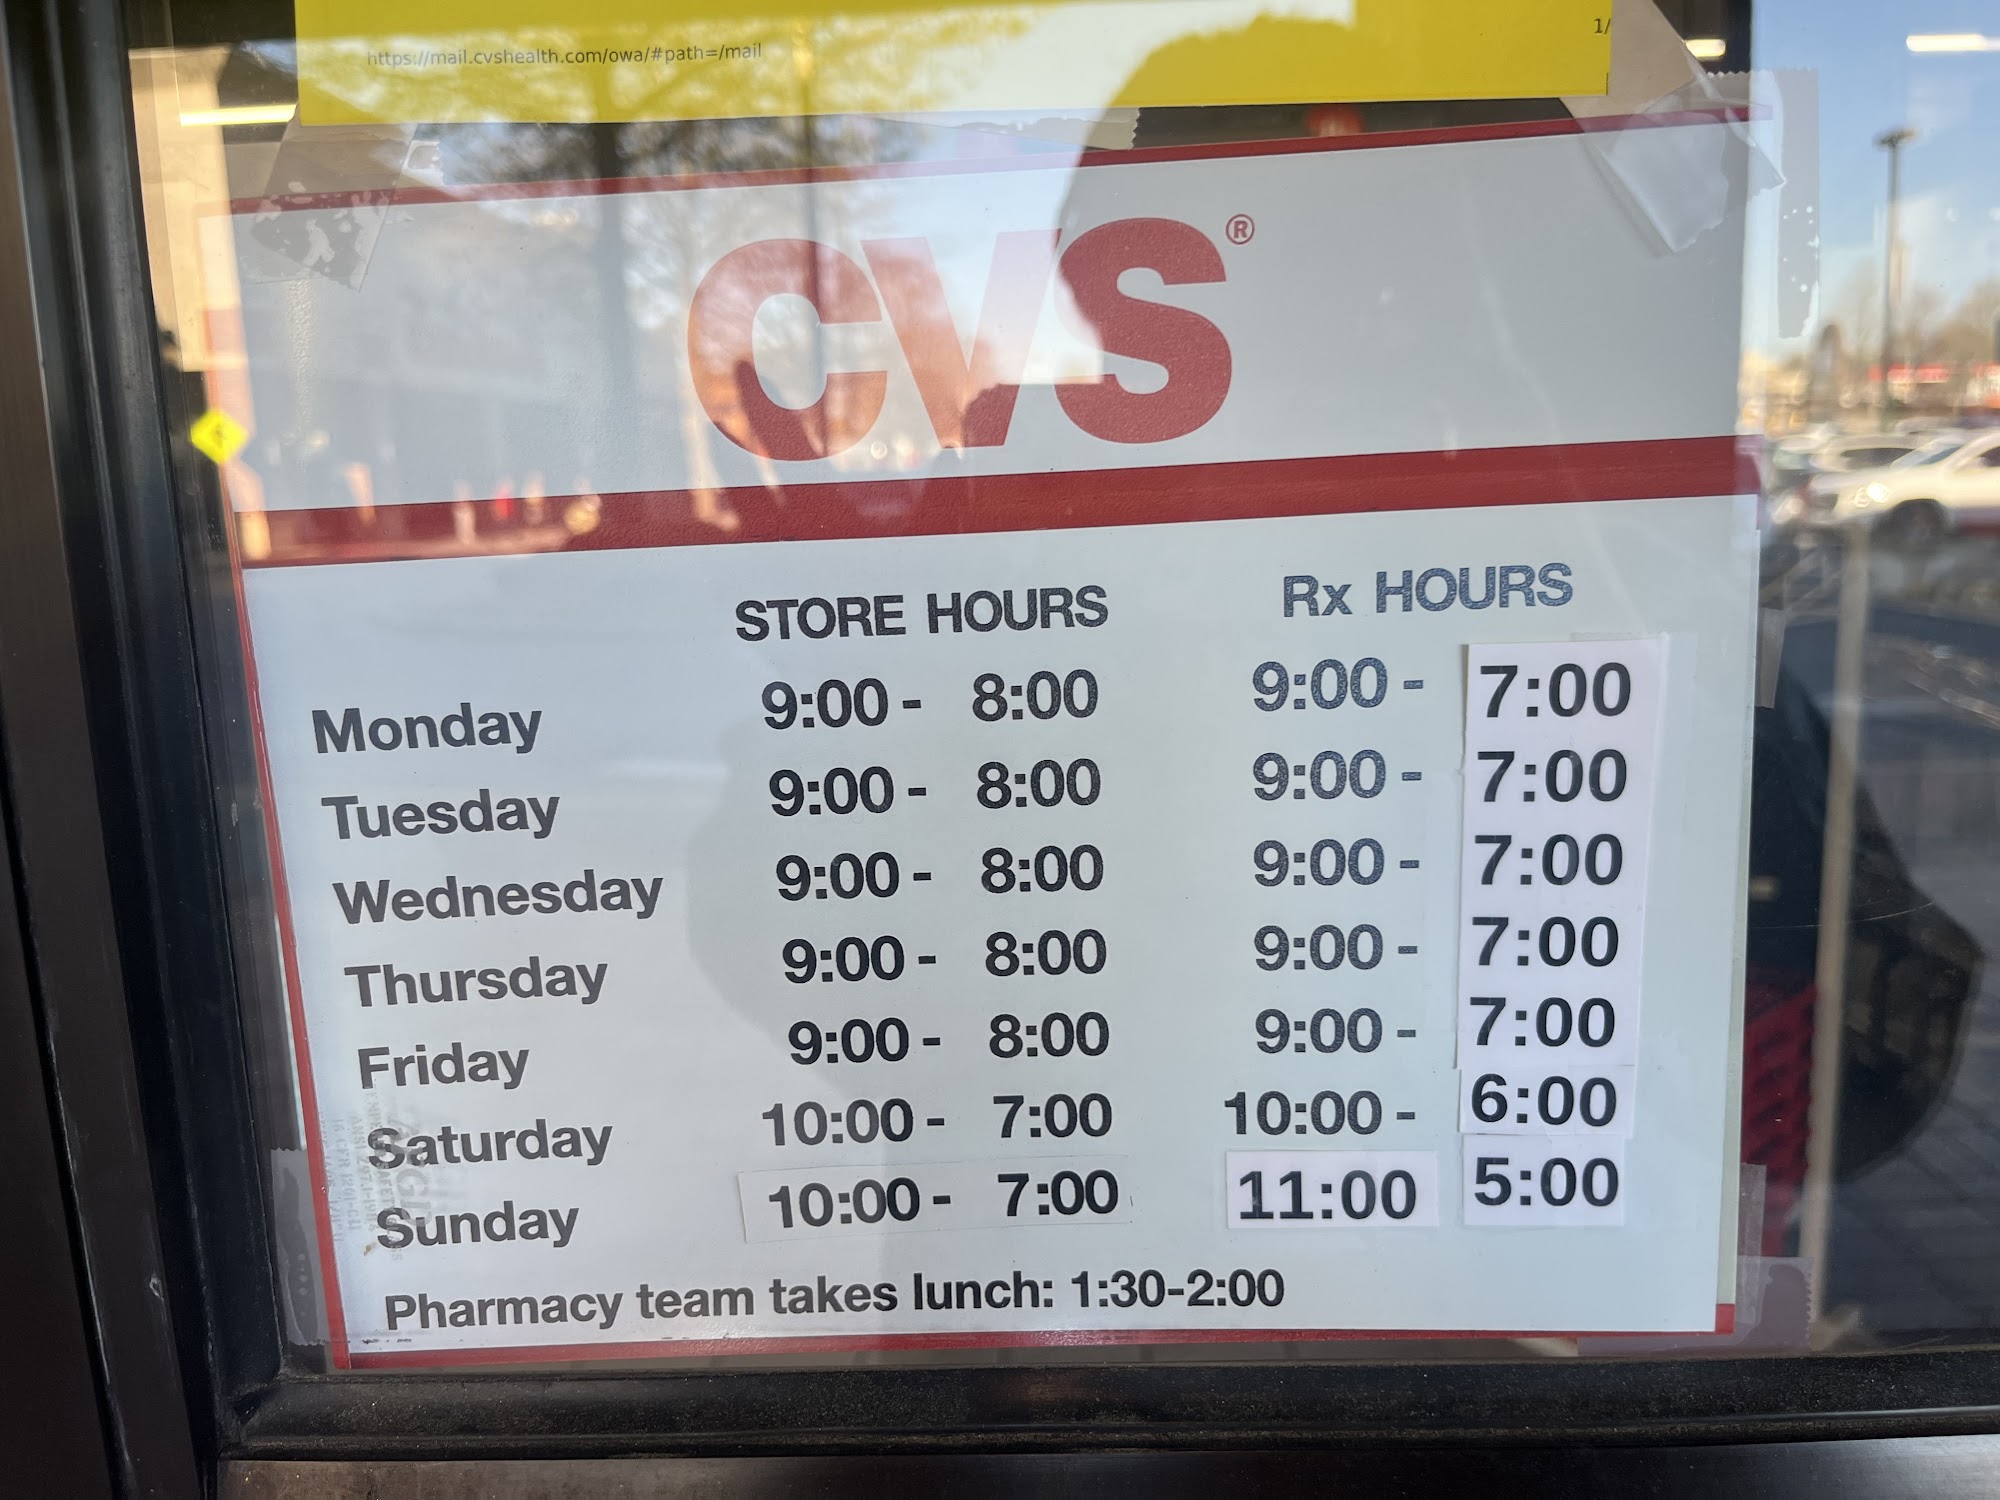 https://mail.cvshealth.com/owa/#path=/mail
1/
CVS®
STORE HOURS Rx HOURS
Monday 9:00 - 8:00 9:00 - 7:00
Tuesday 9:00 - 8:00 9:00 - 7:00
Wednesday 9:00 - 8:00 9:00 - 7:00
Thursday 9:00 - 8:00 9:00 - 7:00
Friday 9:00 - 8:00 9:00 - 7:00
Saturday 10:00 - 7:00 10:00 - 6:00
Sunday 10:00 - 7:00 11:00 5:00
Pharmacy team takes lunch: 1:30-2:00